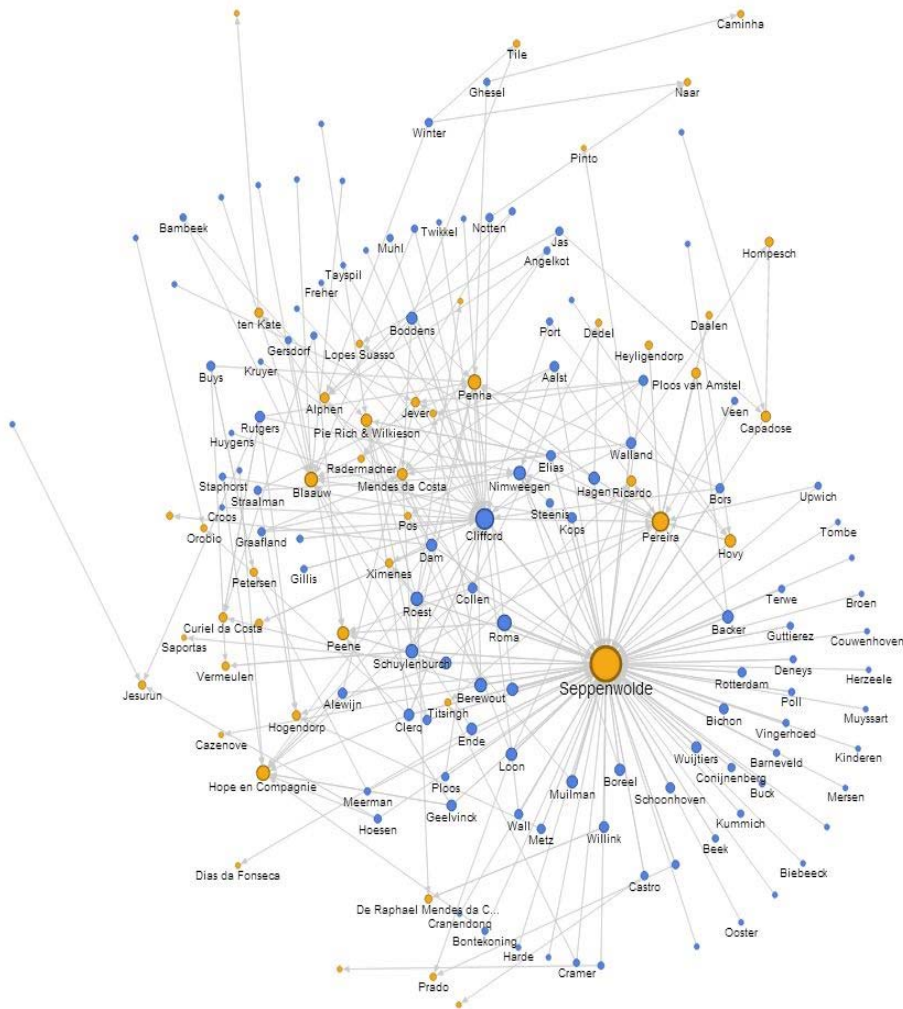 Caminha
Tile
Ghesel
Naar
Winter
Pinto
Bambeek
Twikkel
Notten
Muhl
Jas
Angelkot
Hompesch
Tayspil
Freher
ten Kate
Boddens
Port
Dedel
Daalen
Gersdorf
Lopes Suasso
Heyligendorp
Buys
Kruyer
Penha
Aalst
Ploos van Amstel
Alphen
Jever
Veen
Rutgers
Pie Rich & Wilkieson
Capadose
Huygens
Walland
Radermacher
Elias
Staphorst
Blaauw
Mendes da Costa
Nimweegen
Hagen
Ricardo
Bors
Upwich
Straalman
Croos
Pos
Clifford
Steenis
Kops
Pereira
Tombe
Orobio
Graafland
Dam
Hovy
Gillis
Ximenes
Petersen
Collen
Terwe
Broen
Roest
Curiel da Costa
Roma
Backer
Guttierez
Couwenhoven
Saportas
Peehe
Schuylenburch
Vermeulen
Seppenwolde
Rotterdam
Deneys
Herzeele
Jesurun
Alewijn
Berewout
Titsingh
Poll
Hogendorp
Clerq
Bichon
Vingerhoed
Muyssart
Cazenove
Ende
Wuijtiers
Barneveld
Kinderen
Hope en Compagnie
Loon
Conijnenberg
Meerman
Ploos
Muilman
Boreel
Schoonhoven
Buck
Mersen
Hoesen
Geelvinck
Wall
Metz
Willink
Kummich
Beek
Dias da Fonseca
Castro
Biebeeck
De Raphael Mendes da C...
Cranendonq
Bontekoning
Ooster
Harde
Cramer
Prado